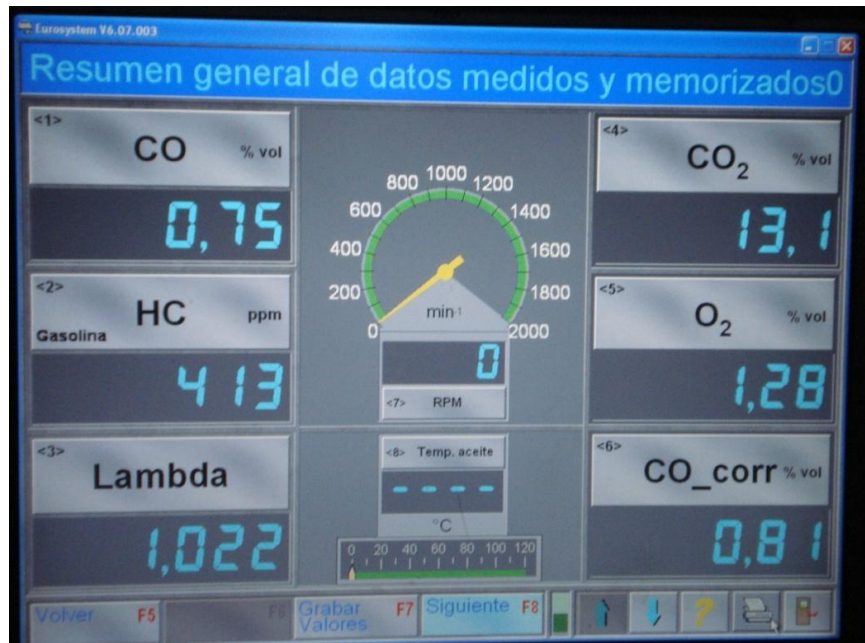 Eurosystem V6.07.003
Resumen general de datos medidos y memorizados0
<1>
CO % vol
0,75
<2>
HC ppm
Gasolina
413
<3>
Lambda
1,022
0 200 400 600 800 1000 1200 1400 1600 1800 2000
min-1
0
<7> RPM
<8> Temp. aceite
- - - -
°C
0 20 40 60 80 100 120
<4>
CO2 % vol
13,1
<5>
O2 % vol
1,28
<6>
CO_corr % vol
0,81
Volver F5
F6
Grabar F7
Valores
Siguiente F8
?